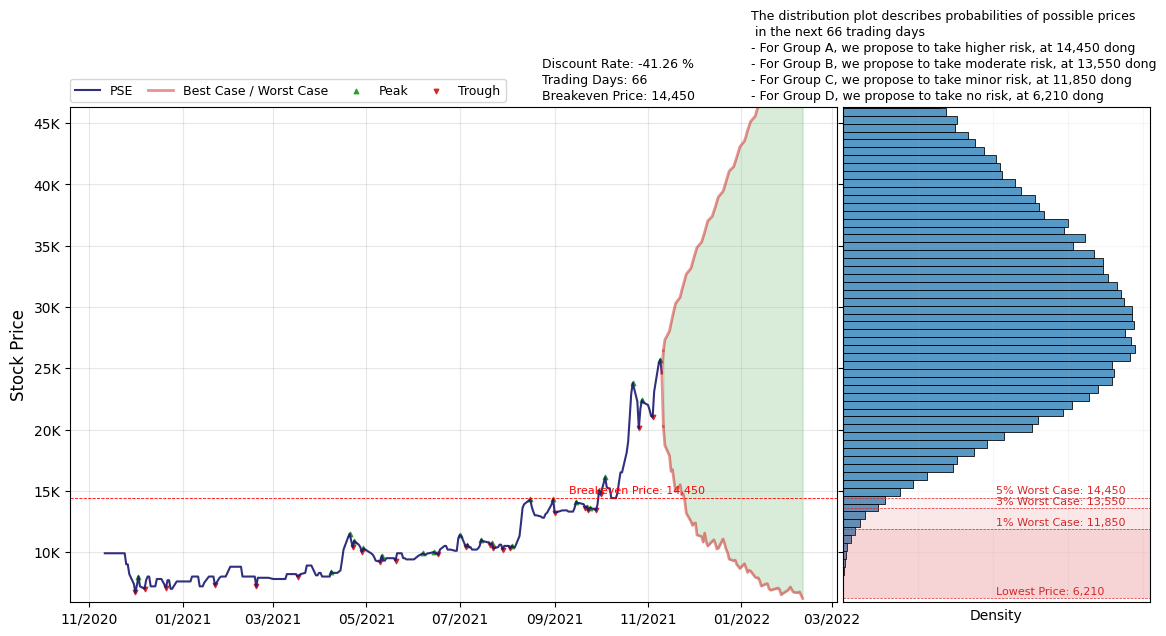 The distribution plot describes probabilities of possible prices
in the next 66 trading days
- For Group A, we propose to take higher risk, at 14,450 dong
- For Group B, we propose to take moderate risk, at 13,550 dong
- For Group C, we propose to take minor risk, at 11,850 dong
- For Group D, we propose to take no risk, at 6,210 dong
Discount Rate: -41.26 %
Trading Days: 66
Breakeven Price: 14,450
PSE
Best Case / Worst Case
Peak
Trough
Stock Price
45K
40K
35K
30K
25K
20K
15K
10K
Breakeven Price: 14,450
11/2020
01/2021
03/2021
05/2021
07/2021
09/2021
11/2021
01/2022
03/2022
5% Worst Case: 14,450
3% Worst Case: 13,550
1% Worst Case: 11,850
Lowest Price: 6,210
Density